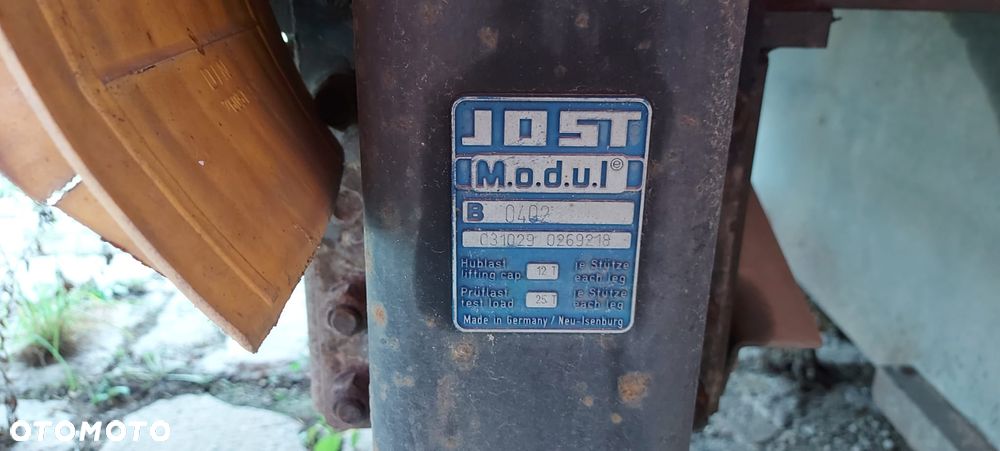 JOST
M.o.d.u.l
B 0402
031029 0269218
Hublast 12 T je Stütze
lifting cap each leg
Prüflast 25 T je Stütze
test load each leg
Made in Germany / Neu-Isenburg
OTOMOTO